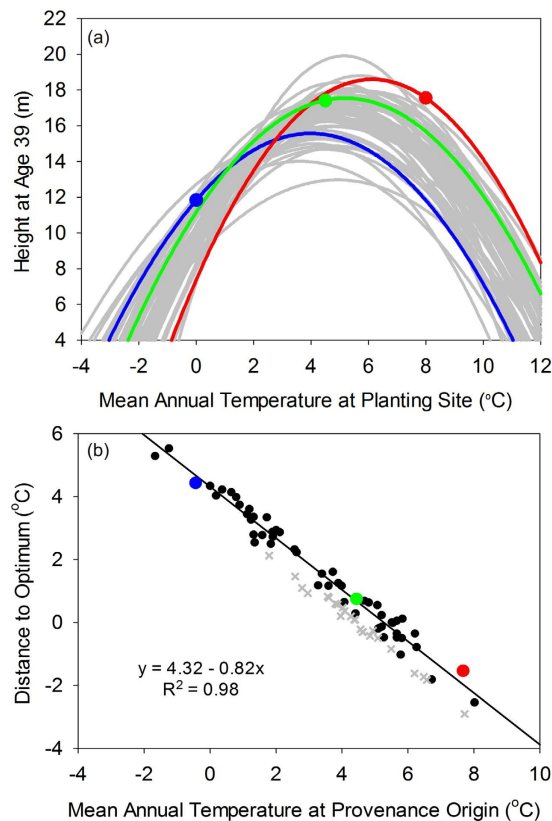 (a)
22
20
18
16
14
12
10
8
6
4
Height at Age 39 (m)
-4 -2 0 2 4 6 8 10 12
Mean Annual Temperature at Planting Site (°C)
(b)
6
4
2
0
-2
-4
Distance to Optimum (°C)
y = 4.32 - 0.82x
R² = 0.98
-2 0 2 4 6 8 10
Mean Annual Temperature at Provenance Origin (°C)